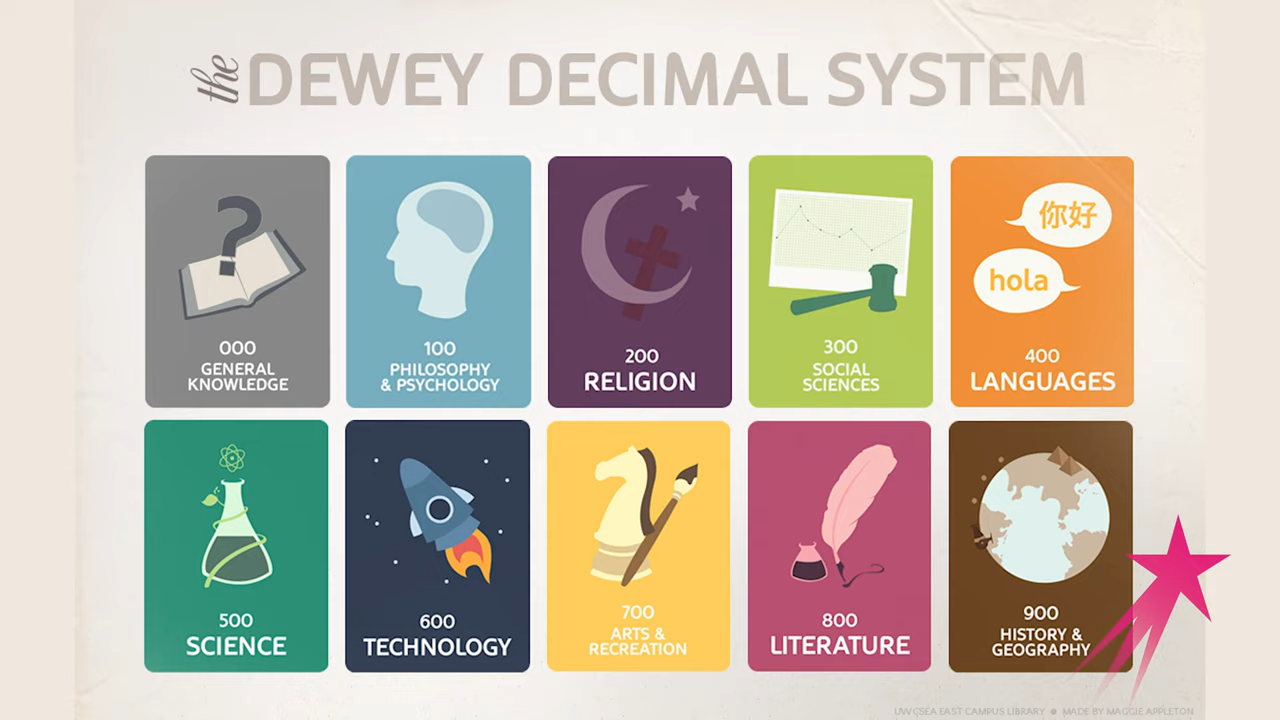 the DEWEY DECIMAL SYSTEM
000
GENERAL
KNOWLEDGE
100
PHILOSOPHY
& PSYCHOLOGY
200
RELIGION
300
SOCIAL
SCIENCES
你好
hola
400
LANGUAGES
500
SCIENCE
600
TECHNOLOGY
700
ARTS &
RECREATION
800
LITERATURE
900
HISTORY &
GEOGRAPHY
UWCSEA EAST CAMPUS LIBRARY ● MADE BY MAGGIE APPLETON